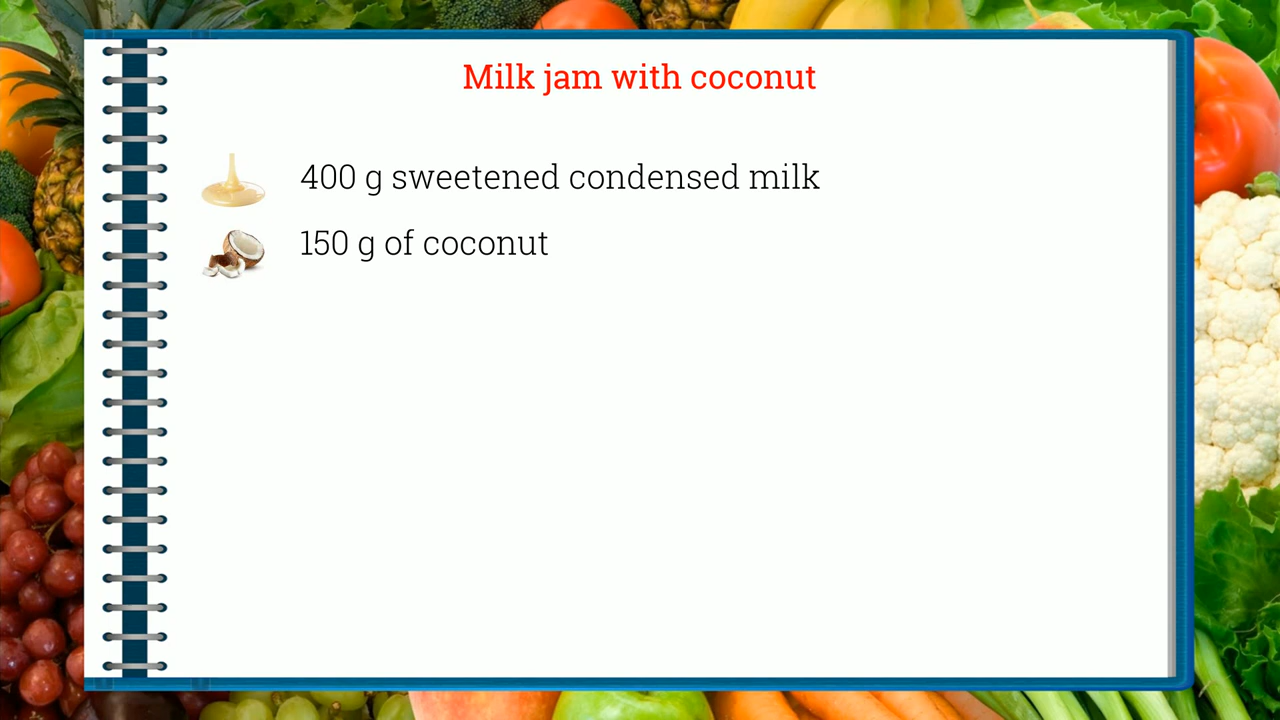 Milk jam with coconut
400 g sweetened condensed milk
150 g of coconut